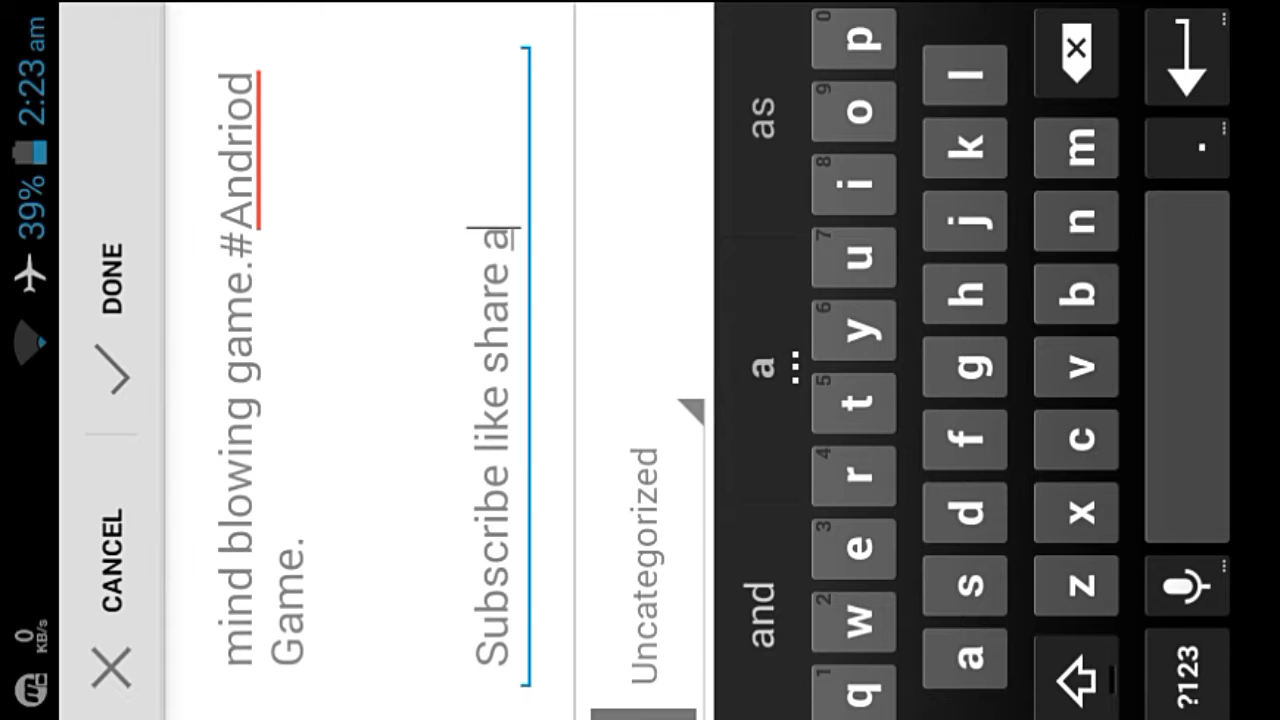 0 KB/s 39% 2:23 am
CANCEL DONE
mind blowing game.#Andriod
Game.
Subscribe like share a
Uncategorized
and a as
...
1 2 3 4 5 6 7 8 9 0
q w e r t y u i o p
a s d f g h j k l
z x c v b n m
?123 .